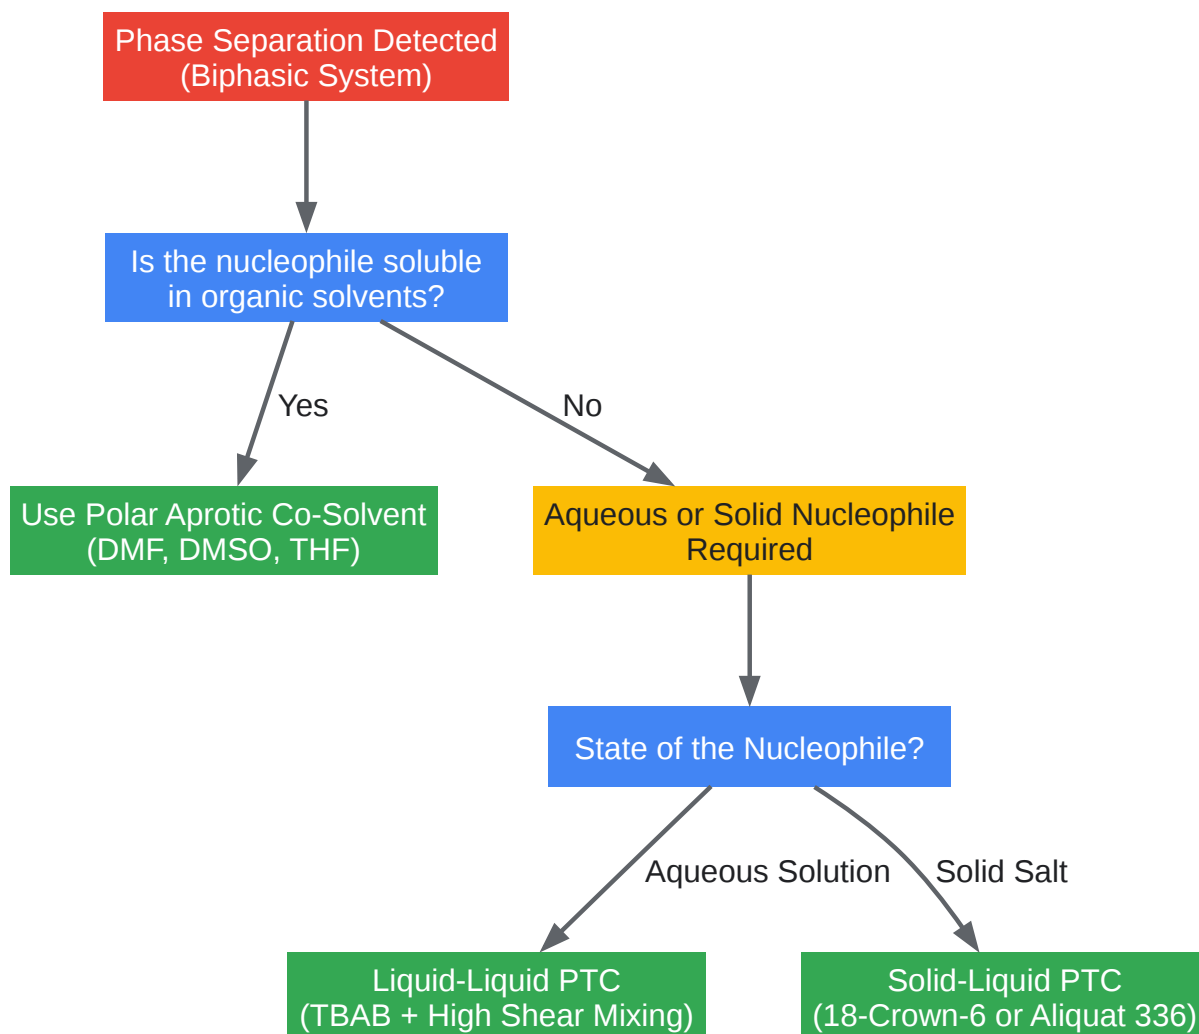 Phase Separation Detected
(Biphasic System)
Is the nucleophile soluble
in organic solvents?
Yes
No
Use Polar Aprotic Co-Solvent
(DMF, DMSO, THF)
Aqueous or Solid Nucleophile
Required
State of the Nucleophile?
Aqueous Solution
Solid Salt
Liquid-Liquid PTC
(TBAB + High Shear Mixing)
Solid-Liquid PTC
(18-Crown-6 or Aliquat 336)